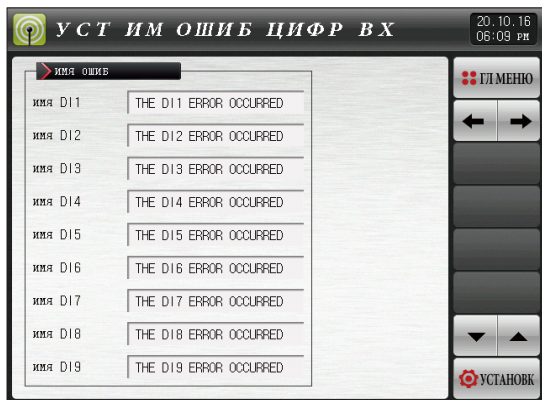 УСТ ИМ ОШИБ ЦИФР ВХ
20.10.16
06:09 PM
ИМЯ ОШИБ
ГЛ МЕНЮ
имя DI1 THE DI1 ERROR OCCURRED
имя DI2 THE DI2 ERROR OCCURRED
имя DI3 THE DI3 ERROR OCCURRED
имя DI4 THE DI4 ERROR OCCURRED
имя DI5 THE DI5 ERROR OCCURRED
имя DI6 THE DI6 ERROR OCCURRED
имя DI7 THE DI7 ERROR OCCURRED
имя DI8 THE DI8 ERROR OCCURRED
имя DI9 THE DI9 ERROR OCCURRED
УСТАНОВК